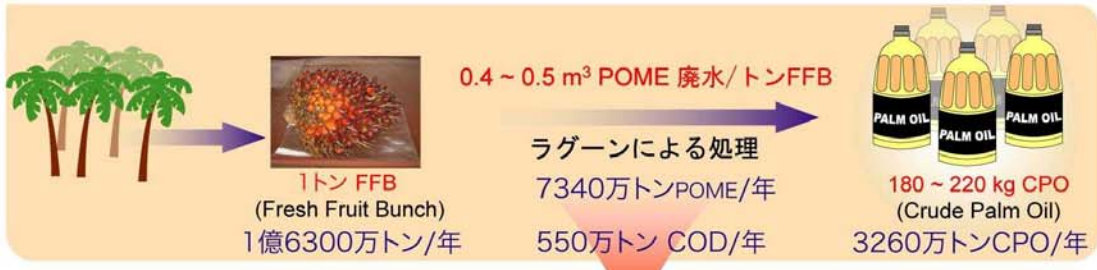 0.4 ~ 0.5 m³ POME 廃水/トンFFB
ラグーンによる処理
7340万トンPOME/年
550万トン COD/年
1トン FFB
(Fresh Fruit Bunch)
1億6300万トン/年
PALM OIL
PALM OIL
PALM OIL
180 ~ 220 kg CPO
(Crude Palm Oil)
3260万トンCPO/年